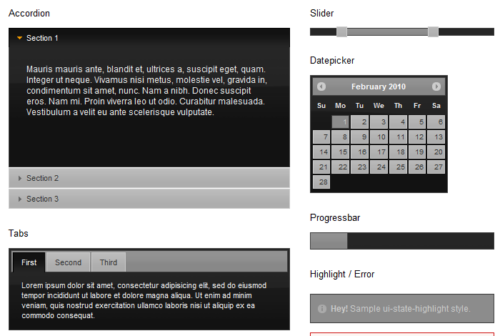 Accordion
Section 1
Mauris mauris ante, blandit et, ultrices a, suscipit eget, quam.
Integer ut neque. Vivamus nisi metus, molestie vel, gravida in,
condimentum sit amet, nunc. Nam a nibh. Donec suscipit
eros. Nam mi. Proin viverra leo ut odio. Curabitur malesuada.
Vestibulum a velit eu ante scelerisque vulputate.
Section 2
Section 3
Tabs
First Second Third
Lorem ipsum dolor sit amet, consectetur adipisicing elit, sed do eiusmod
tempor incididunt ut labore et dolore magna aliqua. Ut enim ad minim
veniam, quis nostrud exercitation ullamco laboris nisi ut aliquip ex ea
commodo consequat.
Slider
Datepicker
February 2010
Su Mo Tu We Th Fr Sa
1 2 3 4 5 6
7 8 9 10 11 12 13
14 15 16 17 18 19 20
21 22 23 24 25 26 27
28
Progressbar
Highlight / Error
Hey! Sample ui-state-highlight style.